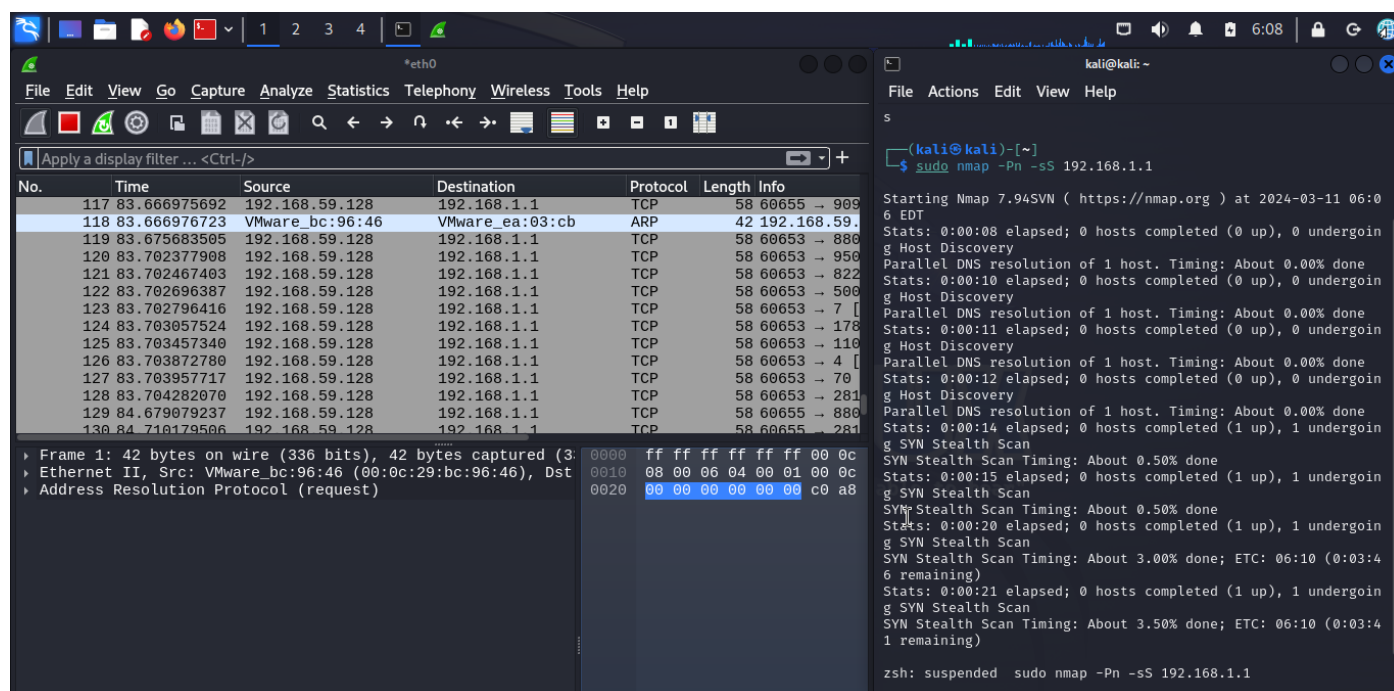 1 2 3 4 6:08
*eth0
File Edit View Go Capture Analyze Statistics Telephony Wireless Tools Help
Apply a display filter ... <Ctrl-/>
No. Time Source Destination Protocol Length Info
117 83.666975692 192.168.59.128 192.168.1.1 TCP 58 60655 → 909
118 83.666976723 VMware_bc:96:46 VMware_ea:03:cb ARP 42 192.168.59.
119 83.675683505 192.168.59.128 192.168.1.1 TCP 58 60653 → 880
120 83.702377908 192.168.59.128 192.168.1.1 TCP 58 60653 → 950
121 83.702467403 192.168.59.128 192.168.1.1 TCP 58 60653 → 822
122 83.702696387 192.168.59.128 192.168.1.1 TCP 58 60653 → 500
123 83.702796416 192.168.59.128 192.168.1.1 TCP 58 60653 → 7 [
124 83.703057524 192.168.59.128 192.168.1.1 TCP 58 60653 → 178
125 83.703457340 192.168.59.128 192.168.1.1 TCP 58 60653 → 110
126 83.703872780 192.168.59.128 192.168.1.1 TCP 58 60653 → 4 [
127 83.703957717 192.168.59.128 192.168.1.1 TCP 58 60653 → 70
128 83.704282070 192.168.59.128 192.168.1.1 TCP 58 60653 → 281
129 84.679079237 192.168.59.128 192.168.1.1 TCP 58 60655 → 880
130 84.710179506 192.168.59.128 192.168.1.1 TCP 58 60655 → 281
Frame 1: 42 bytes on wire (336 bits), 42 bytes captured (3
Ethernet II, Src: VMware_bc:96:46 (00:0c:29:bc:96:46), Dst
Address Resolution Protocol (request)
0000 ff ff ff ff ff ff 00 0c
0010 08 00 06 04 00 01 00 0c
0020 00 00 00 00 00 00 c0 a8
kali@kali: ~
File Actions Edit View Help
s
(kali㉿kali)-[~]
$ sudo nmap -Pn -sS 192.168.1.1
Starting Nmap 7.94SVN ( https://nmap.org ) at 2024-03-11 06:0
6 EDT
Stats: 0:00:08 elapsed; 0 hosts completed (0 up), 0 undergoin
g Host Discovery
Parallel DNS resolution of 1 host. Timing: About 0.00% done
Stats: 0:00:10 elapsed; 0 hosts completed (0 up), 0 undergoin
g Host Discovery
Parallel DNS resolution of 1 host. Timing: About 0.00% done
Stats: 0:00:11 elapsed; 0 hosts completed (0 up), 0 undergoin
g Host Discovery
Parallel DNS resolution of 1 host. Timing: About 0.00% done
Stats: 0:00:12 elapsed; 0 hosts completed (0 up), 0 undergoin
g Host Discovery
Parallel DNS resolution of 1 host. Timing: About 0.00% done
Stats: 0:00:14 elapsed; 0 hosts completed (1 up), 1 undergoin
g SYN Stealth Scan
SYN Stealth Scan Timing: About 0.50% done
Stats: 0:00:15 elapsed; 0 hosts completed (1 up), 1 undergoin
g SYN Stealth Scan
SYN Stealth Scan Timing: About 0.50% done
Stats: 0:00:20 elapsed; 0 hosts completed (1 up), 1 undergoin
g SYN Stealth Scan
SYN Stealth Scan Timing: About 3.00% done; ETC: 06:10 (0:03:4
6 remaining)
Stats: 0:00:21 elapsed; 0 hosts completed (1 up), 1 undergoin
g SYN Stealth Scan
SYN Stealth Scan Timing: About 3.50% done; ETC: 06:10 (0:03:4
1 remaining)
zsh: suspended sudo nmap -Pn -sS 192.168.1.1